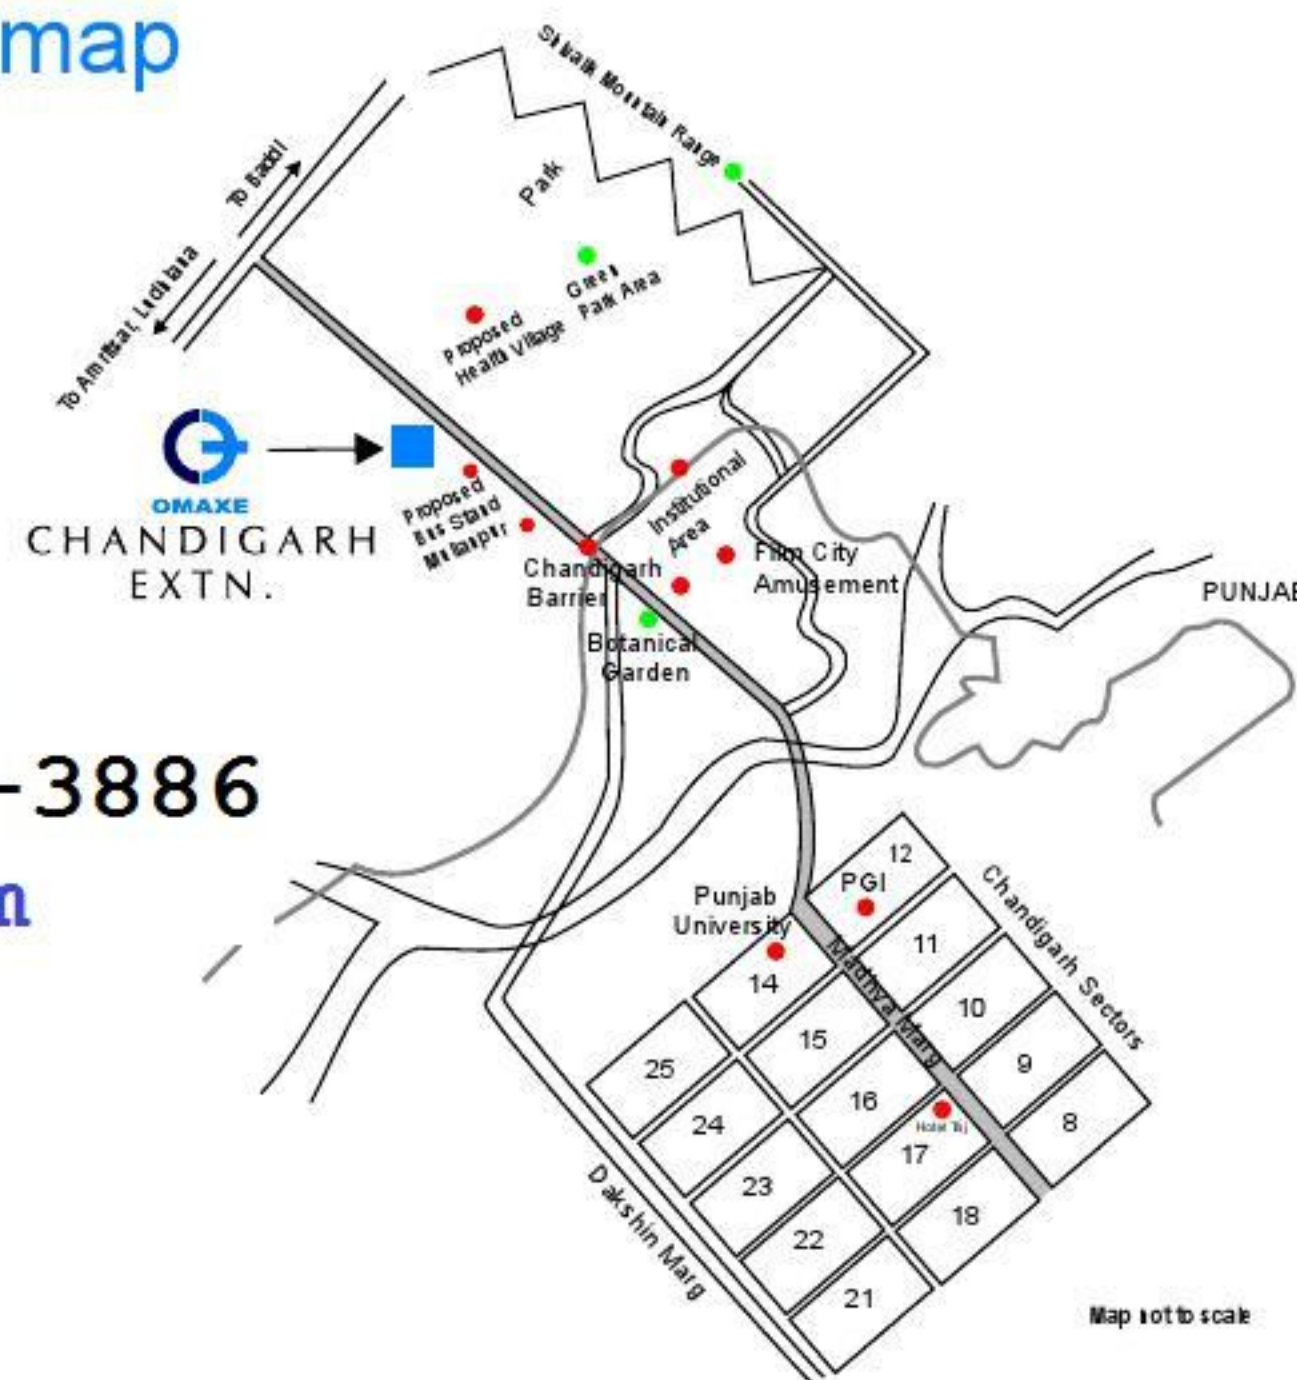 map
Shivalik Mountain Range
To Baddi
Park
To Amritsar, Ludhiana
Green
Park Area
Proposed
Health Village
OMAXE
CHANDIGARH
EXTN.
Proposed
Bus Stand
Mullanpur
Institutional
Area
Chandigarh
Barrier
Film City
Amusement
PUNJAB
Botanical
Garden
-3886
m
12
PGI
Punjab
University
Chandigarh Sectors
11
Madhya Marg
14
10
15
9
25
16
8
24
Hotel Taj
17
23
18
22
Dakshin Marg
21
Map not to scale